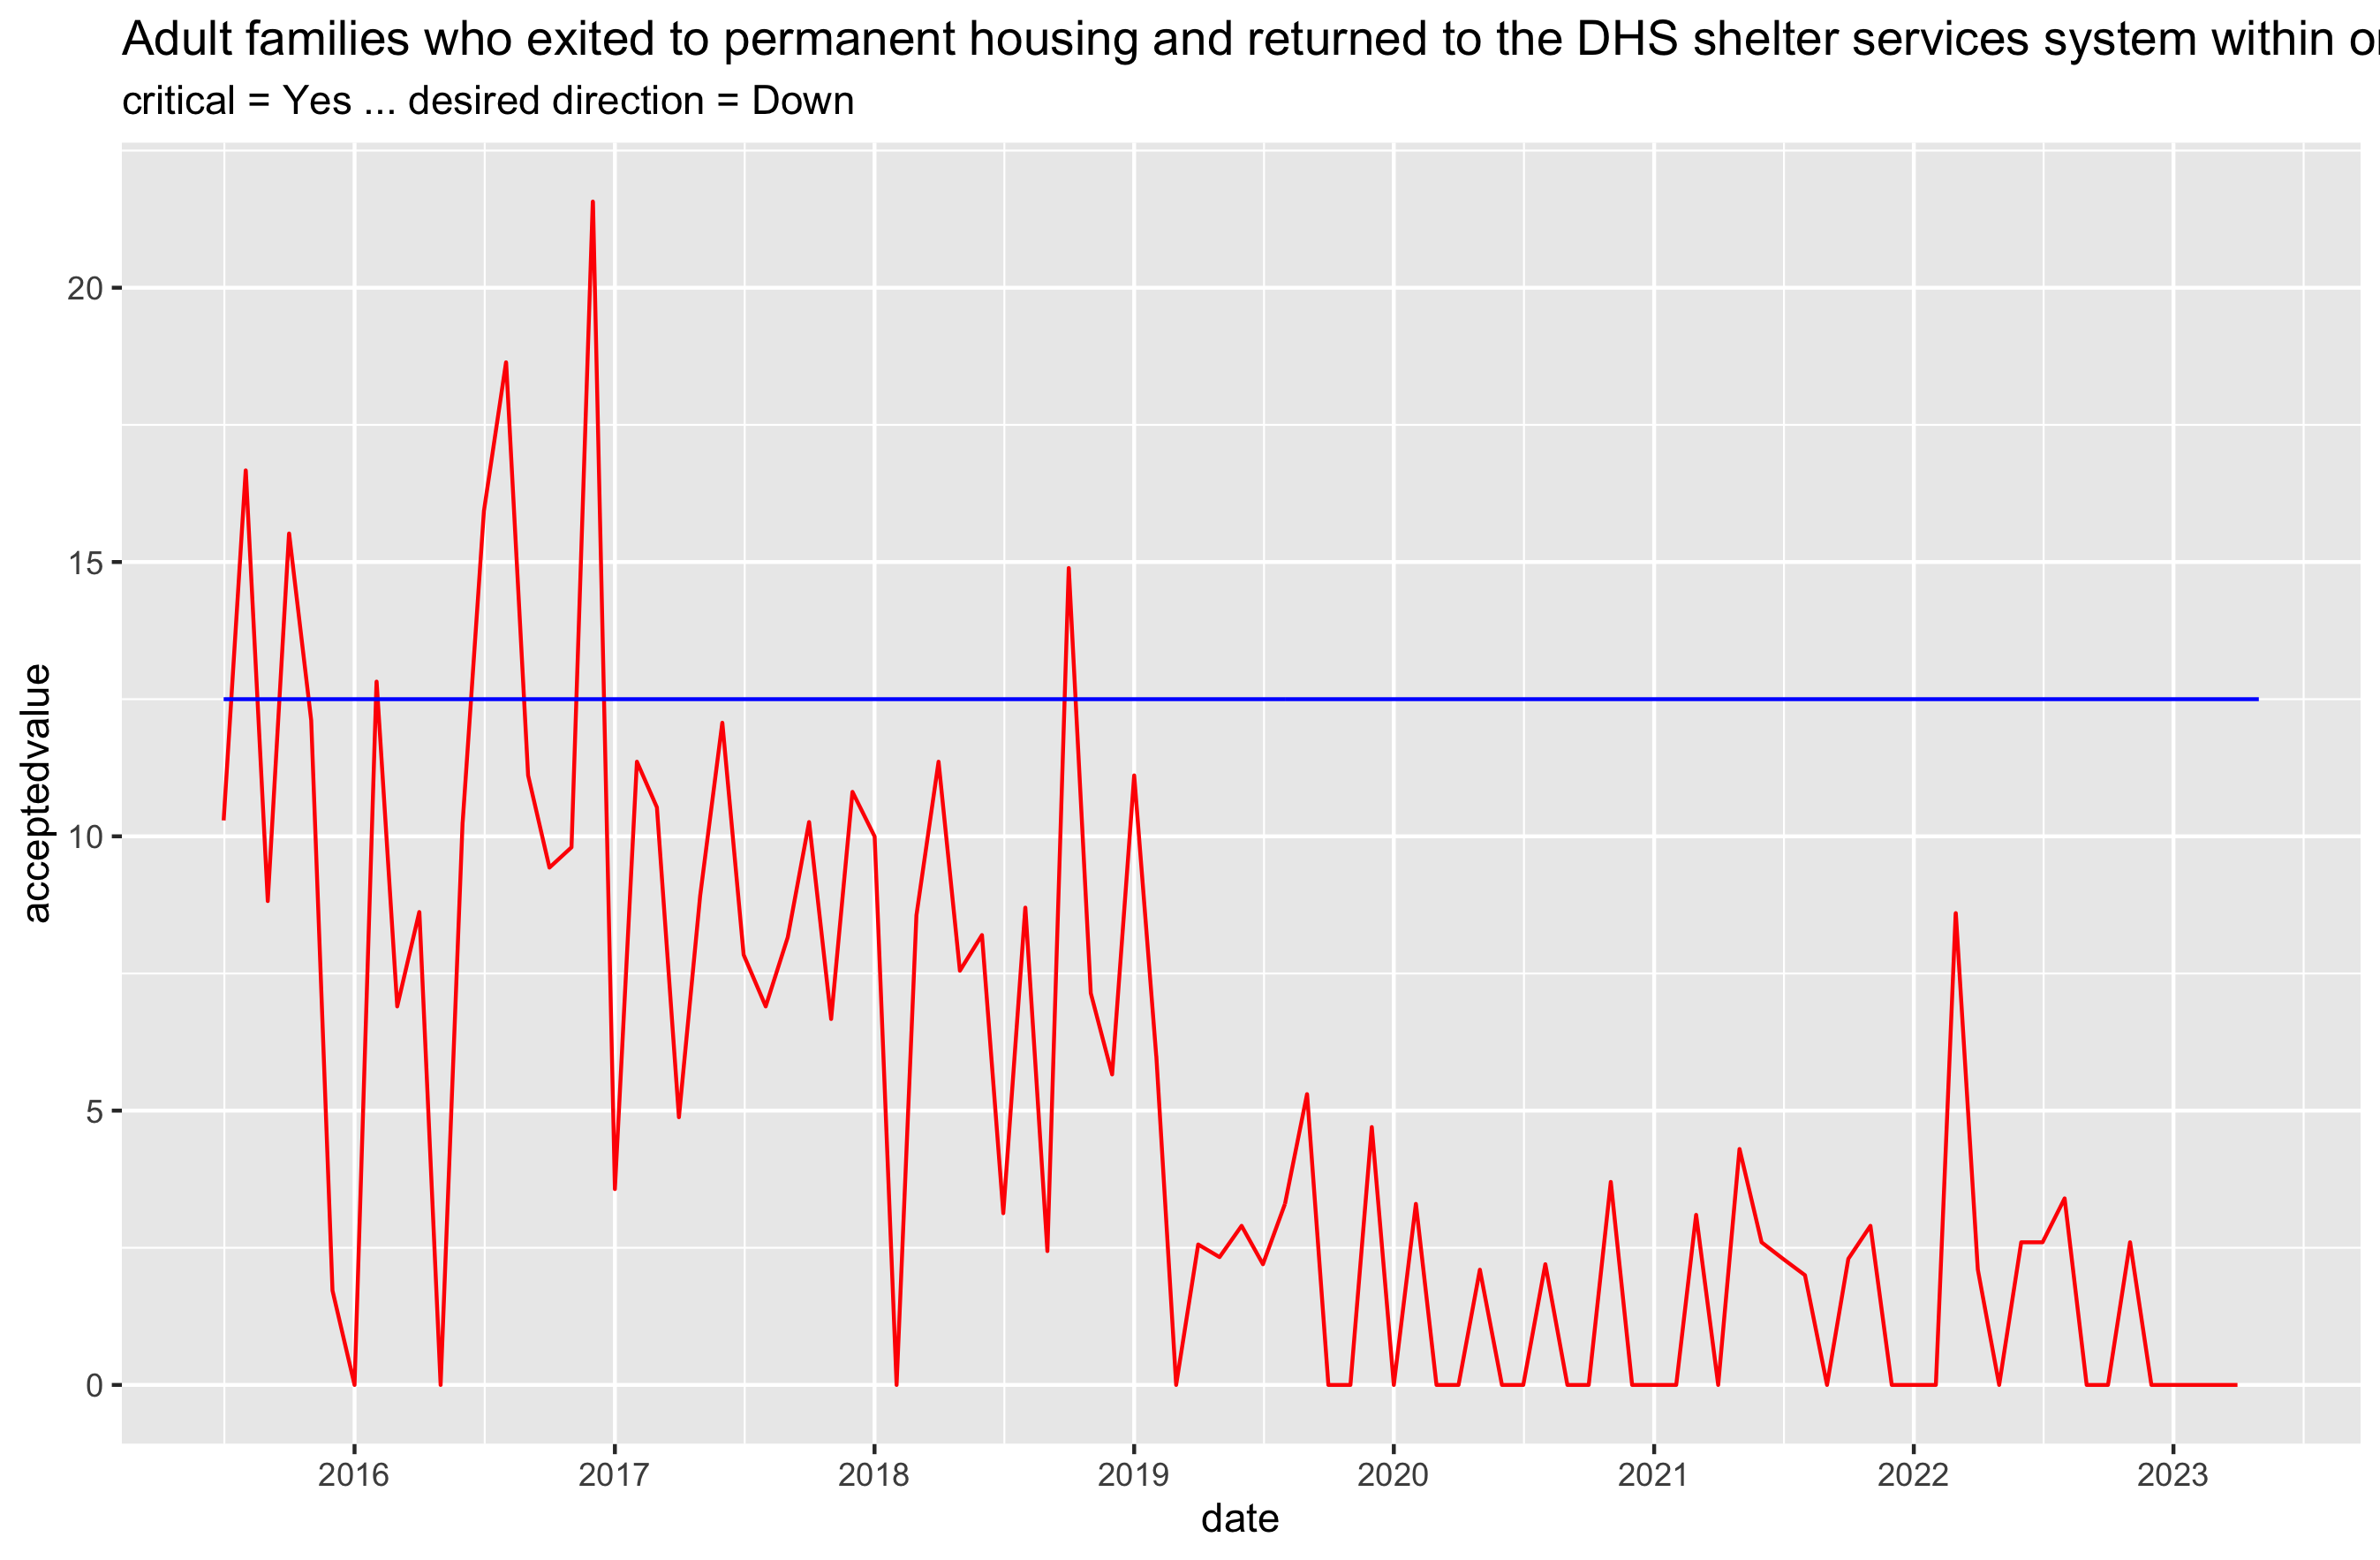 Adult families who exited to permanent housing and returned to the DHS shelter services system within
critical = Yes ... desired direction = Down
acceptedvalue
20
15
10
5
0
2016 2017 2018 2019 2020 2021 2022 2023
date